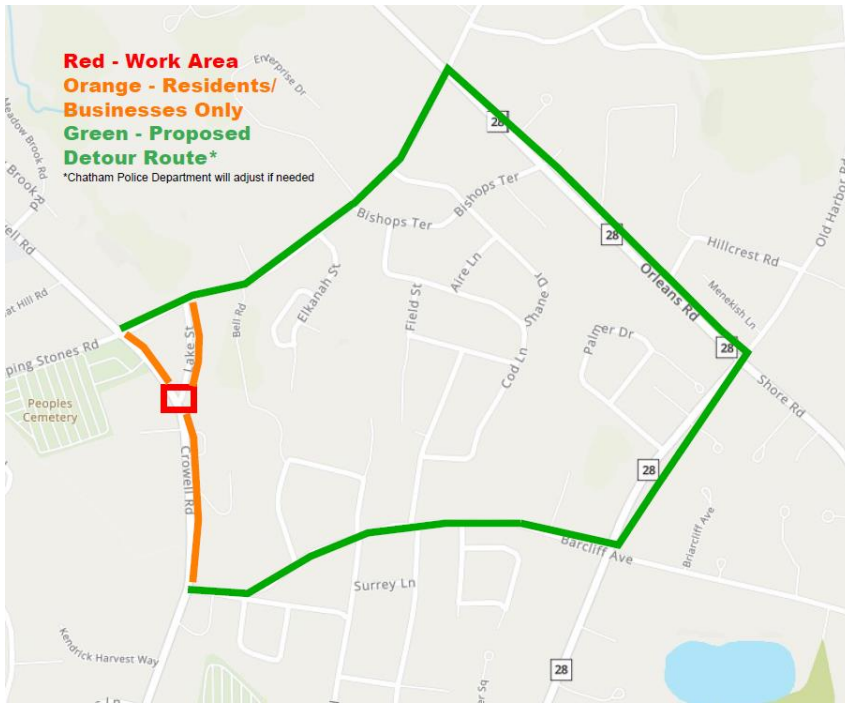 Red - Work Area
Orange - Residents/
Businesses Only
Green - Proposed
Detour Route*
*Chatham Police Department will adjust if needed
Enterprise Dr
Meadow Brook Rd
Brook Rd
ell Rd
28
Bishops Ter
Bishops Ter
Old Harbor Rd
28
Hillcrest Rd
Aire Ln
Elkanah St
Orleans Rd
Menekish Ln
at Hill Rd
Field St
Shane Dr
Bell Rd
Lake St
Palmer Dr
28
ping Stones Rd
Cod Ln
Shore Rd
Peoples
Cemetery
Crowell Rd
28
Briarcliff Ave
Barcliff Ave
Surrey Ln
Kendrick Harvest Way
28
er Sq
Ln